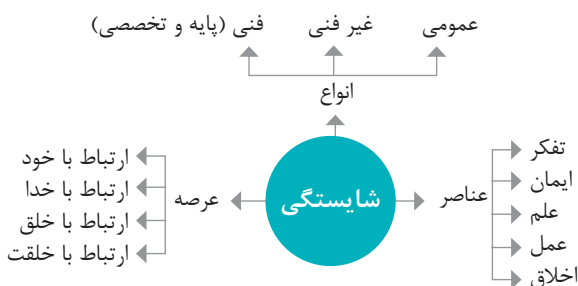 عمومی
غیر فنی
فنی (پایه و تخصصی)
انواع
شایستگی
عناصر
تفکر
ایمان
علم
عمل
اخلاق
عرصه
ارتباط با خود
ارتباط با خدا
ارتباط با خلق
ارتباط با خلقت